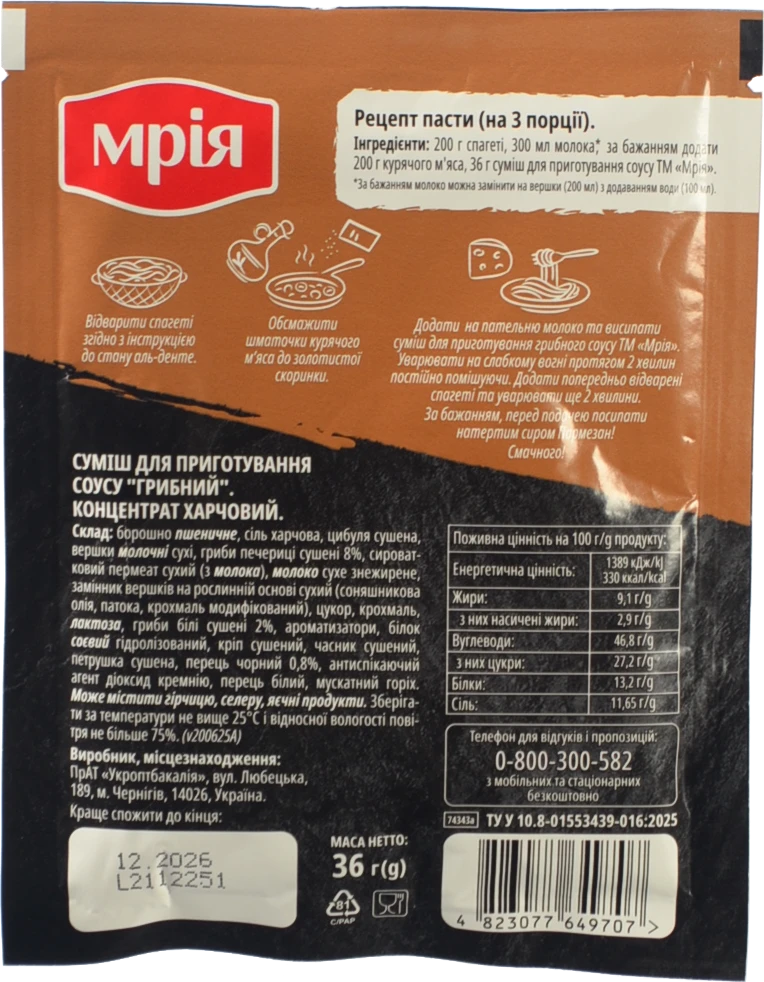 мрія
Рецепт пасти (на 3 порції).
Інгредієнти: 200 г спагеті, 300 мл молока,* за бажанням додати
200 г курячого м'яса, 36 г суміш для приготування соусу ТМ «Мрія».
*За бажанням молоко можна замінити на вершки (200 мл) з додаванням води (100 мл).
Відварити спагеті
згідно з інструкцією
до стану аль-денте.
Обсмажити
шматочки курячого
м'яса до золотистої
скоринки.
Додати на пательню молоко та висипати
суміш для приготування грибного соусу ТМ «Мрія».
Уварювати на слабкому вогні протягом 2 хвилин
постійно помішуючи. Додати попередньо відварені
спагеті та уварювати ще 2 хвилини.
За бажанням, перед подачею посипати
натертим сиром Пармезан!
Смачного!
СУМІШ ДЛЯ ПРИГОТУВАННЯ
СОУСУ "ГРИБНИЙ".
КОНЦЕНТРАТ ХАРЧОВИЙ.
Склад: борошно пшеничне, сіль харчова, цибуля сушена,
вершки молочні сухі, гриби печериці сушені 8%, сироват-
ковий пермеат сухий (з молока), молоко сухе знежирене,
замінник вершків на рослинній основі сухий (соняшникова
олія, патока, крохмаль модифікований), цукор, крохмаль,
лактоза, гриби білі сушені 2%, ароматизатори, білок
соєвий гідролізований, кріп сушений, часник сушений,
петрушка сушена, перець чорний 0,8%, антиспікаючий
агент діоксид кремнію, перець білий, мускатний горіх.
Може містити гірчицю, селеру, яєчні продукти. Зберіга-
ти за температури не вище 25°С і відносної вологості пові-
тря не більше 75%. (v200625A)
Виробник, місцезнаходження:
ПрАТ «Укроптбакалія», вул. Любецька,
189, м. Чернігів, 14026, Україна.
Краще спожити до кінця:
12.2026
L2112251
МАСА НЕТТО:
36 г(g)
81
C/PAP
Поживна цінність на 100 г/g продукту:
Енергетична цінність: 1389 кДж/kJ
330 ккал/kcal
Жири: 9,1 г/g
з них насичені жири: 2,9 г/g
Вуглеводи: 46,8 г/g
з них цукри: 27,2 г/g
Білки: 13,2 г/g
Сіль: 11,65 г/g
Телефон для відгуків і пропозицій:
0-800-300-582
з мобільних та стаціонарних
безкоштовно
74343a ТУ У 10.8-01553439-016:2025
4 823077 649707 >